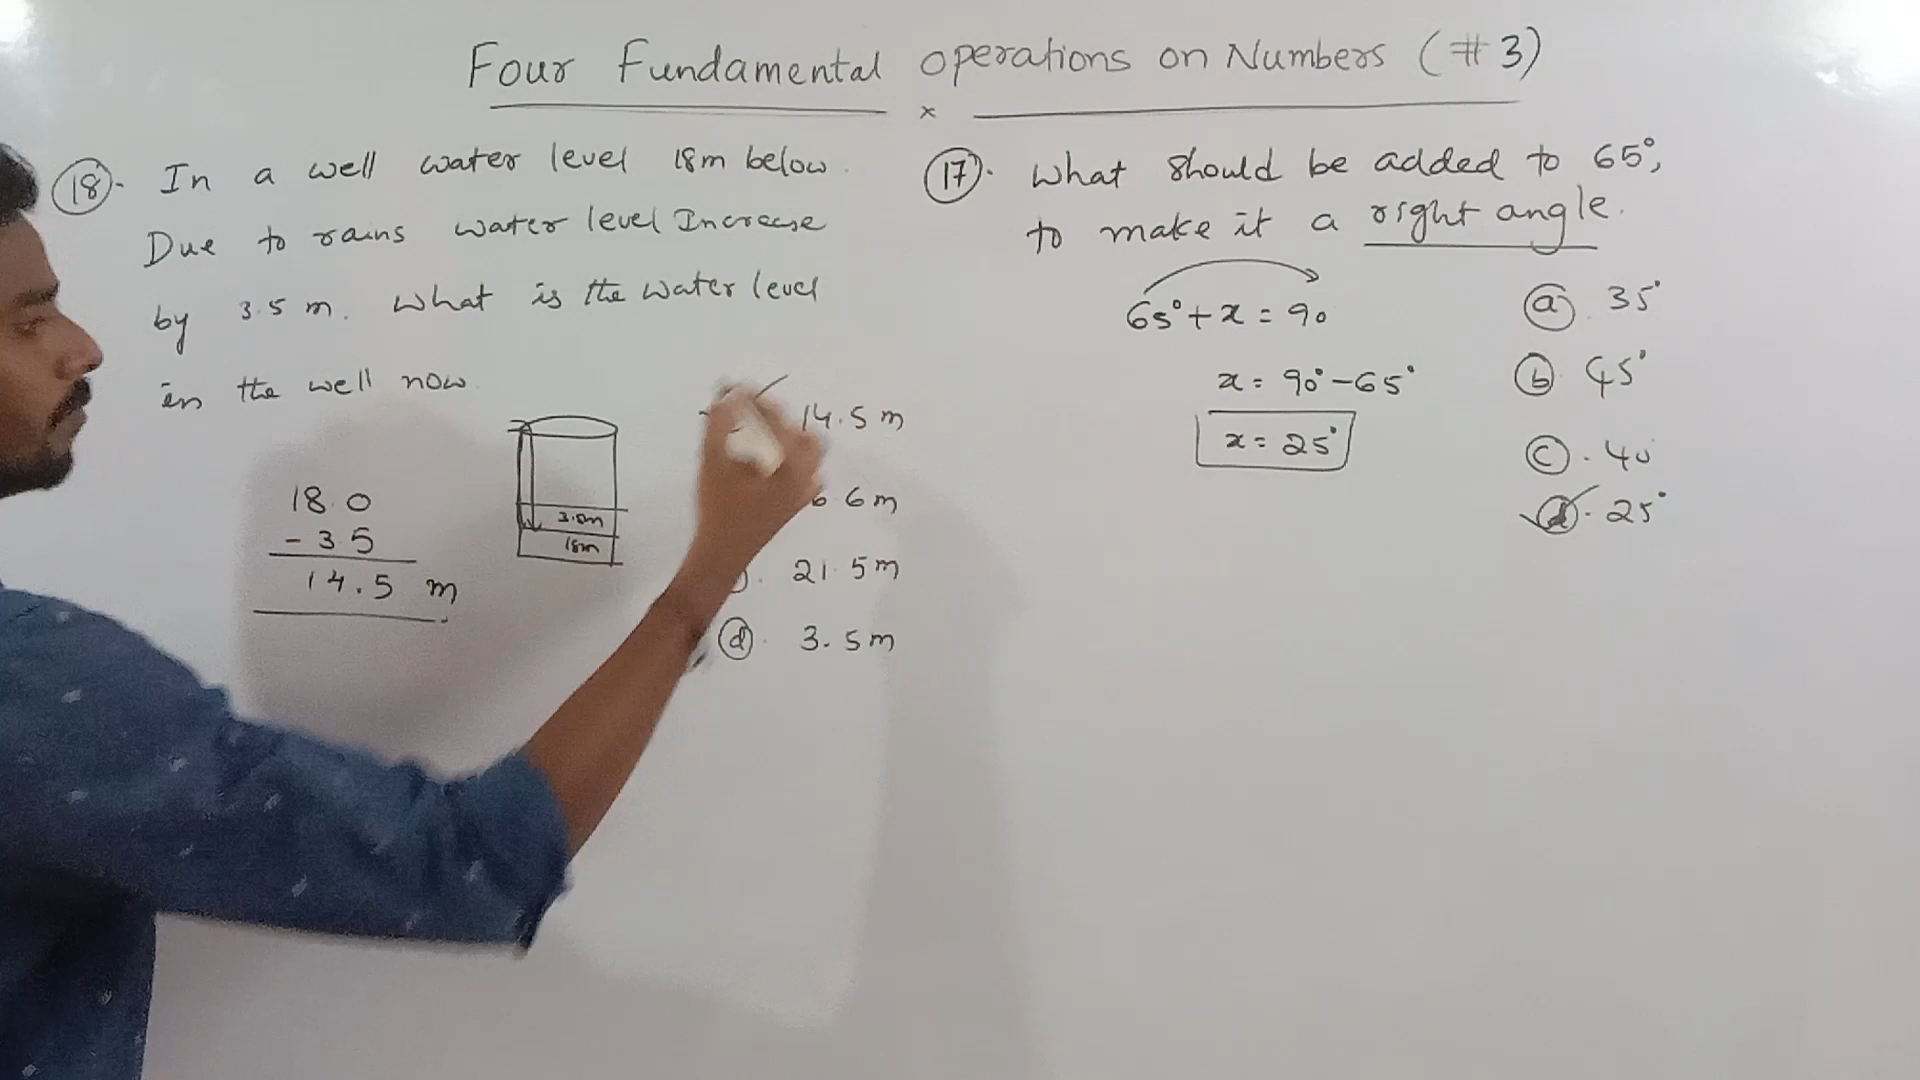 Four Fundamental operations on Numbers (#3)
x
18. In a well water level 18m below.
Due to rains water level Increase
by 3.5 m. what is the water level
in the well now
18.0
- 3.5
14.5 m
3.5m
18m
14.5 m
6 m
21.5m
d. 3.5m
17. what should be added to 65°,
to make it a right angle.
65° + x = 90
x = 90° - 65°
x = 25°
a. 35°
b. 45°
c. 40
d. 25°